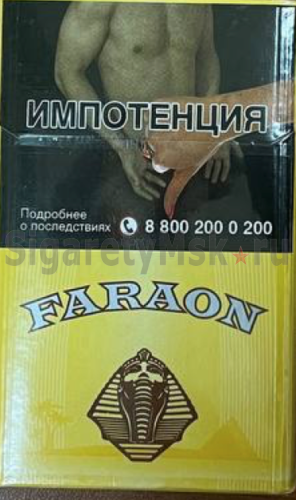 ИМПОТЕНЦИЯ
Подробнее
о последствиях 8 800 200 0 200
SigaretyMsk.ru
FARAON